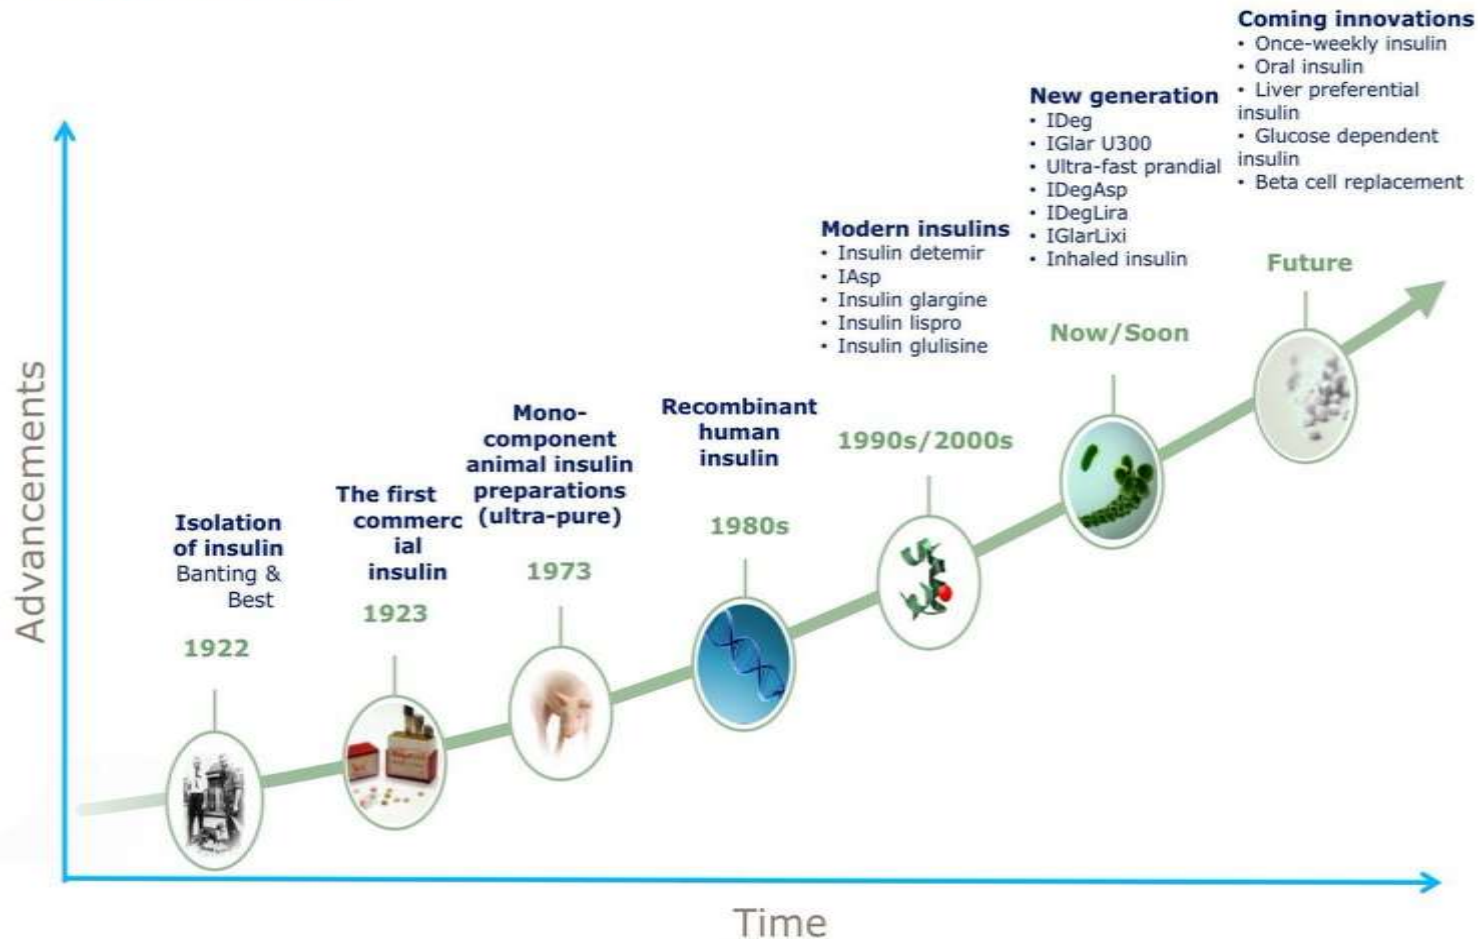 Coming innovations
• Once-weekly insulin
• Oral insulin
• Liver preferential
insulin
• Glucose dependent
insulin
• Beta cell replacement
Future
New generation
• IDeg
• IGlar U300
• Ultra-fast prandial
• IDegAsp
• IDegLira
• IGlarLixi
• Inhaled insulin
Now/Soon
Modern insulins
• Insulin detemir
• IAsp
• Insulin glargine
• Insulin lispro
• Insulin glulisine
1990s/2000s
Recombinant
human
insulin
1980s
Mono-
component
animal insulin
preparations
(ultra-pure)
1973
The first
commerc
ial
insulin
1923
Isolation
of insulin
Banting &
Best
1922
Advancements
Time